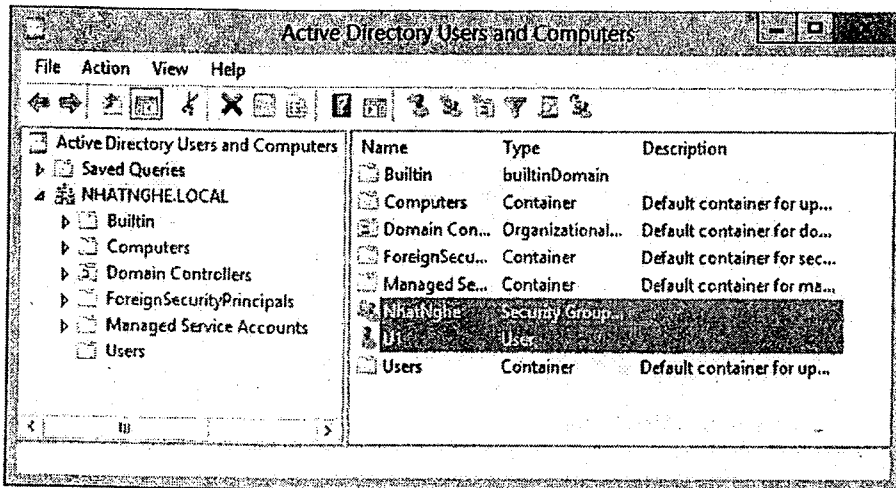 Active Directory Users and Computers
File Action View Help
Active Directory Users and Computers
Saved Queries
NHATNGHE.LOCAL
Builtin
Computers
Domain Controllers
ForeignSecurityPrincipals
Managed Service Accounts
Users
Name Type Description
Builtin builtinDomain
Computers Container Default container for up...
Domain Con... Organizational... Default container for do...
ForeignSecu... Container Default container for sec...
Managed Se... Container Default container for ma...
NhatNghe Security Group...
U1 User
Users Container Default container for up...